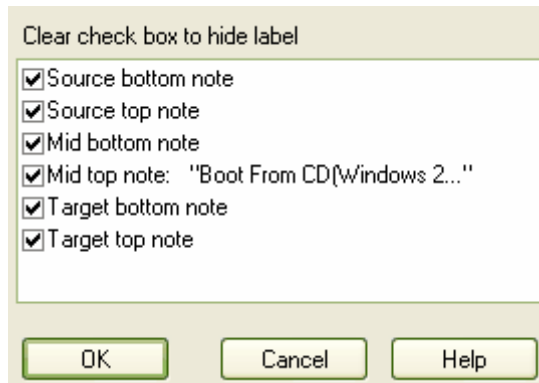 Clear check box to hide label
Source bottom note
Source top note
Mid bottom note
Mid top note: "Boot From CD(Windows 2..."
Target bottom note
Target top note
OK Cancel Help